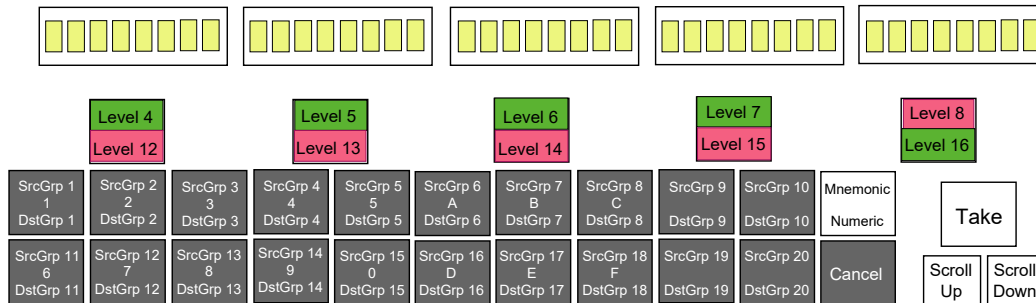 Level 4 Level 5 Level 6 Level 7 Level 8
Level 12 Level 13 Level 14 Level 15 Level 16
SrcGrp 1 SrcGrp 2 SrcGrp 3 SrcGrp 4 SrcGrp 5 SrcGrp 6 SrcGrp 7 SrcGrp 8 SrcGrp 9 SrcGrp 10 Mnemonic
1 2 3 4 5 A B C
DstGrp 1 DstGrp 2 DstGrp 3 DstGrp 4 DstGrp 5 DstGrp 6 DstGrp 7 DstGrp 8 DstGrp 9 DstGrp 10 Numeric
Take
SrcGrp 11 SrcGrp 12 SrcGrp 13 SrcGrp 14 SrcGrp 15 SrcGrp 16 SrcGrp 17 SrcGrp 18 SrcGrp 19 SrcGrp 20
6 7 8 9 0 D E F Cancel
DstGrp 11 DstGrp 12 DstGrp 13 DstGrp 14 DstGrp 15 DstGrp 16 DstGrp 17 DstGrp 18 DstGrp 19 DstGrp 20
Scroll Scroll
Up Down